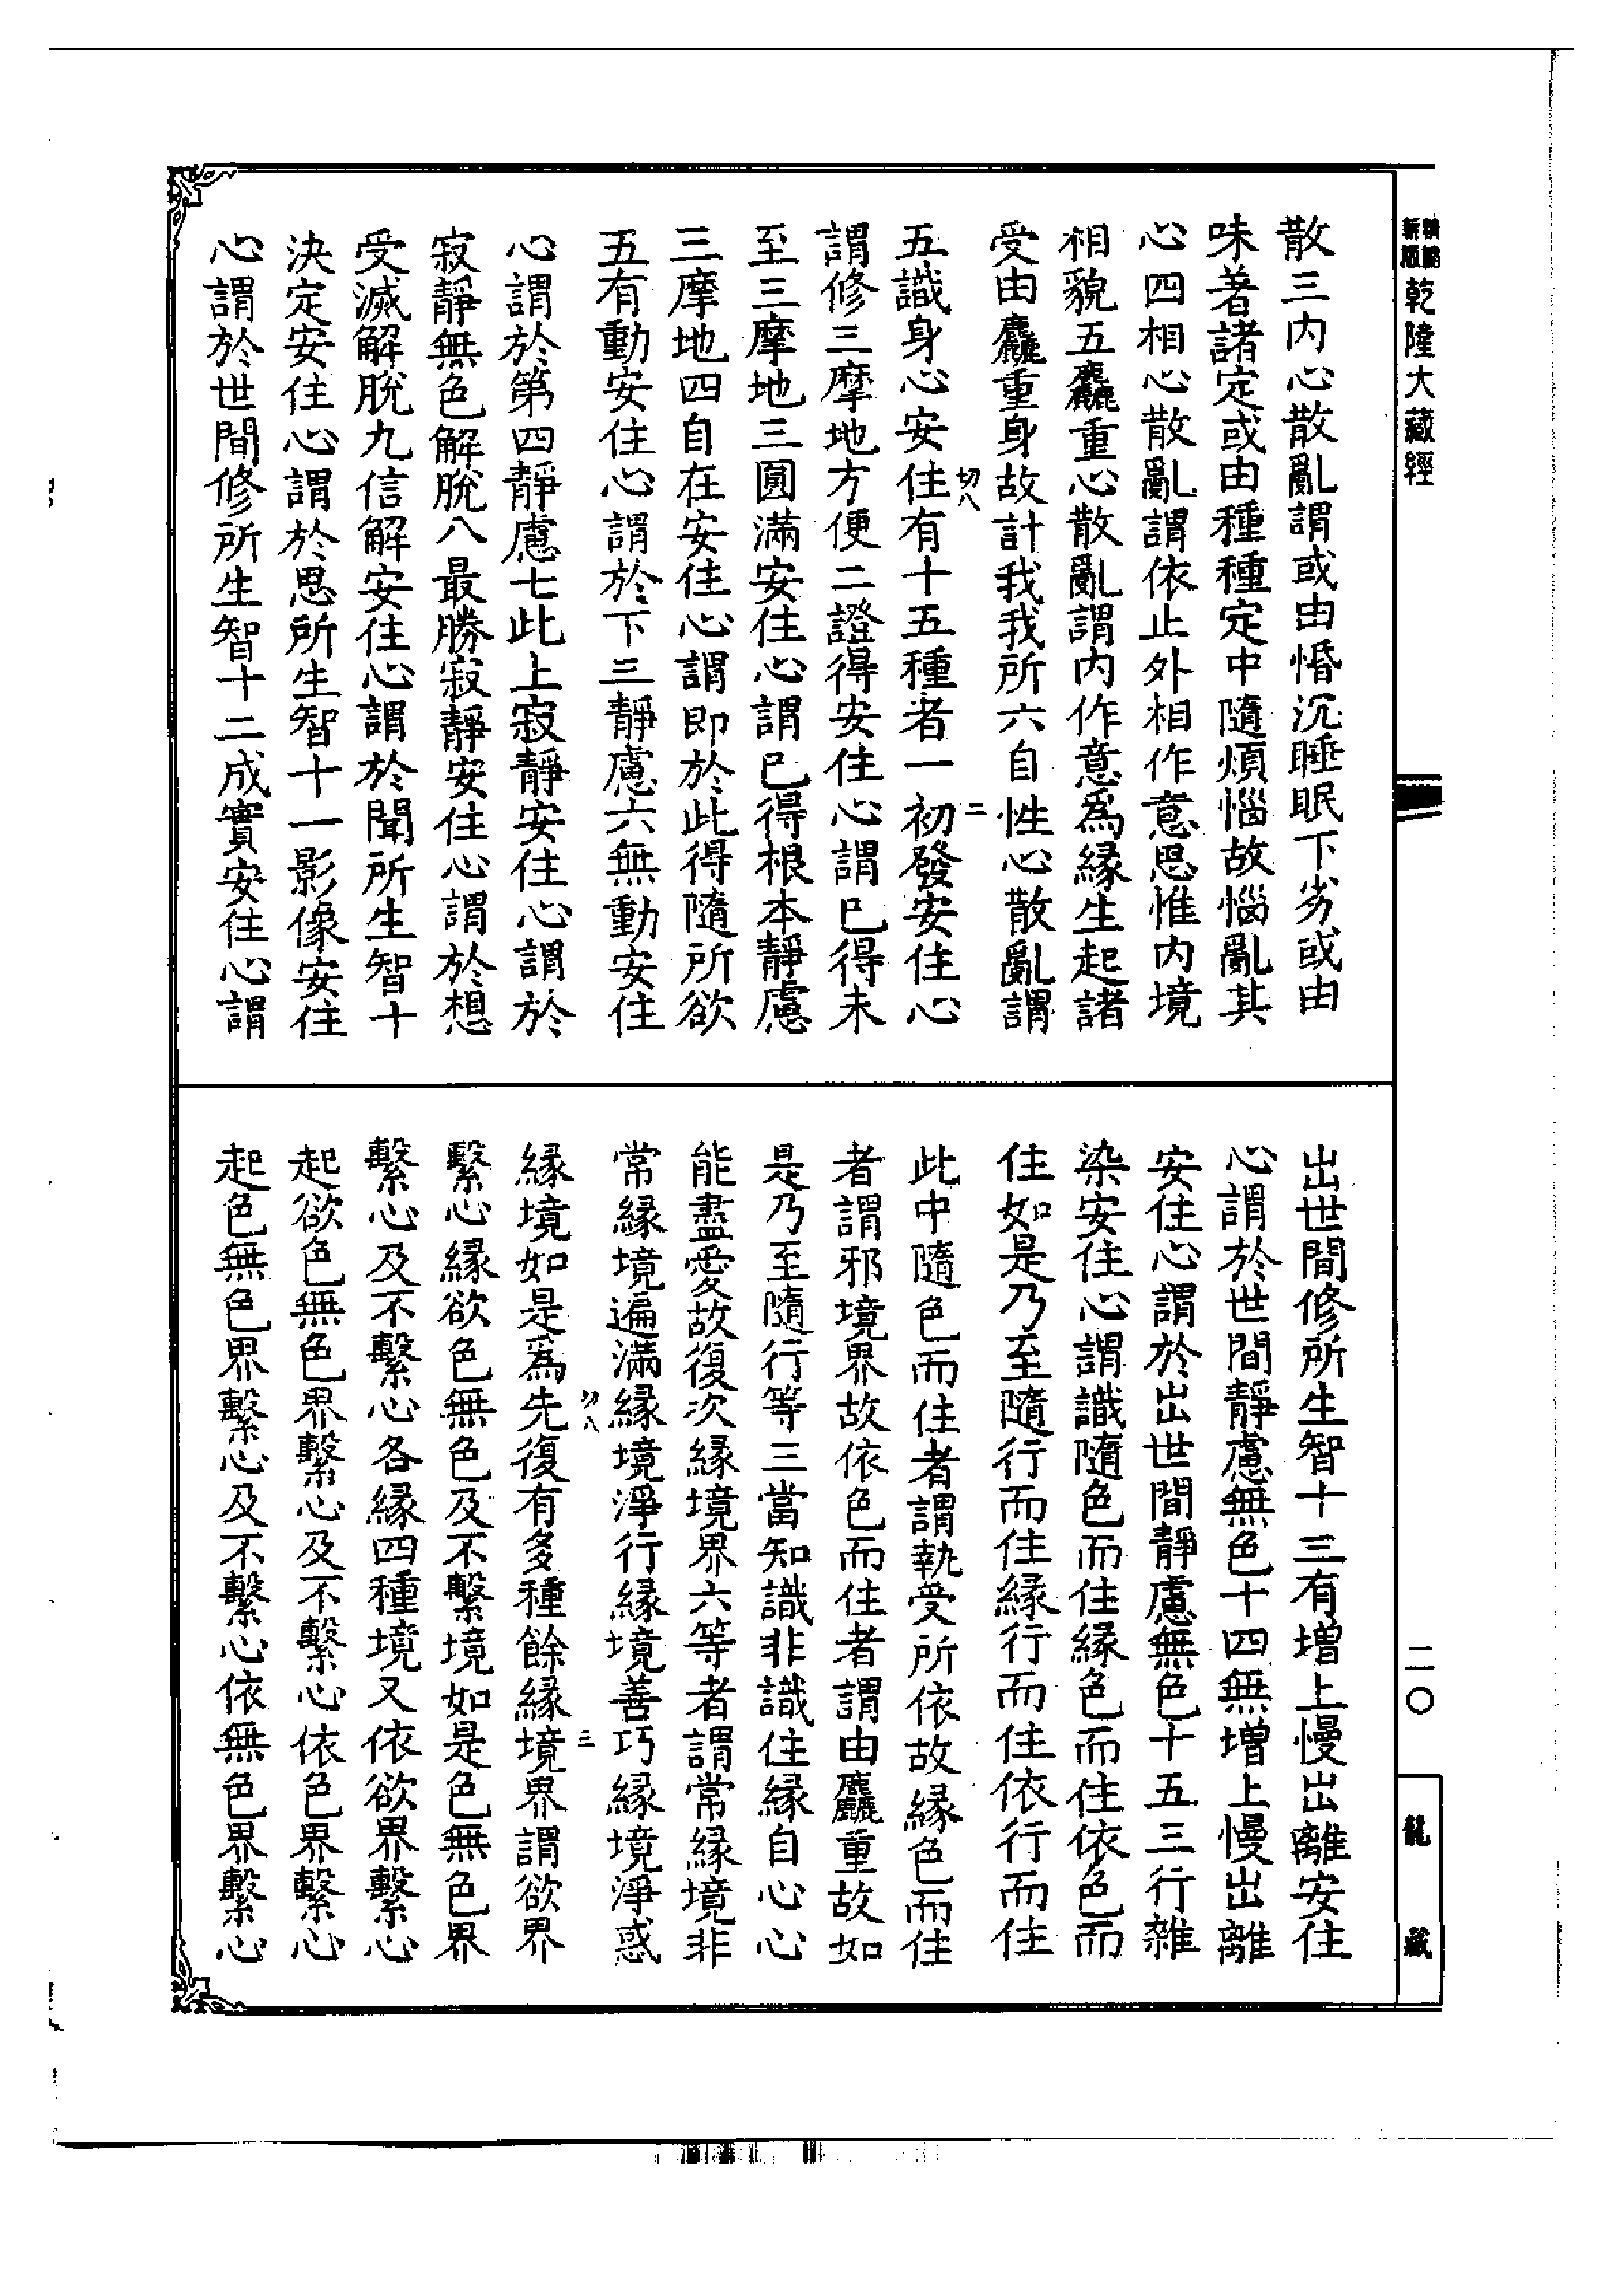 乾隆大藏經
二〇
龍藏
散三内心散亂謂或由惛沉睡眠下劣或由
味著諸定或由種種定中隨煩惱故惱亂其
心四相心散亂謂依止外相作意思惟内境
相貌五麤重心散亂謂内作意爲縁生起諸
受由麤重身故計我我所六自性心散亂謂
切八 二
五識身心安住有十五種者一初發安住心
謂修三摩地方便二證得安住心謂已得未
至三摩地三圓滿安住心謂已得根本靜慮
三摩地四自在安住心謂即於此得隨所欲
五有動安住心謂於下三靜慮六無動安住
心謂於第四靜慮七此上寂靜安住心謂於
寂靜無色解脫八最勝寂靜安住心謂於想
受滅解脫九信解安住心謂於聞所生智十
決定安住心謂於思所生智十一影像安住
心謂於世間修所生智十二成實安住心謂
出世間修所生智十三有增上慢出離安住
心謂於世間靜慮無色十四無增上慢出離
安住心謂於出世間靜慮無色十五三行雜
染安住心謂識隨色而住縁色而住依色而
住如是乃至隨行而住縁行而住依行而住
此中隨色而住者謂執受所依故縁色而住
者謂邪境界故依色而住者謂由麤重故如
是乃至隨行等三當知識非識住縁自心心
能盡愛故復次縁境界六等者謂常縁境非
常縁境遍滿縁境淨行縁境善巧縁境淨惑
切八 三
縁境如是爲先復有多種餘縁境界謂欲界
繫心縁欲色無色及不繫境如是色無色界
繫心及不繫心各縁四種境又依欲界繫心
起欲色無色界繫心及不繫心依色界繫心
起色無色界繫心及不繫心依無色界繫心